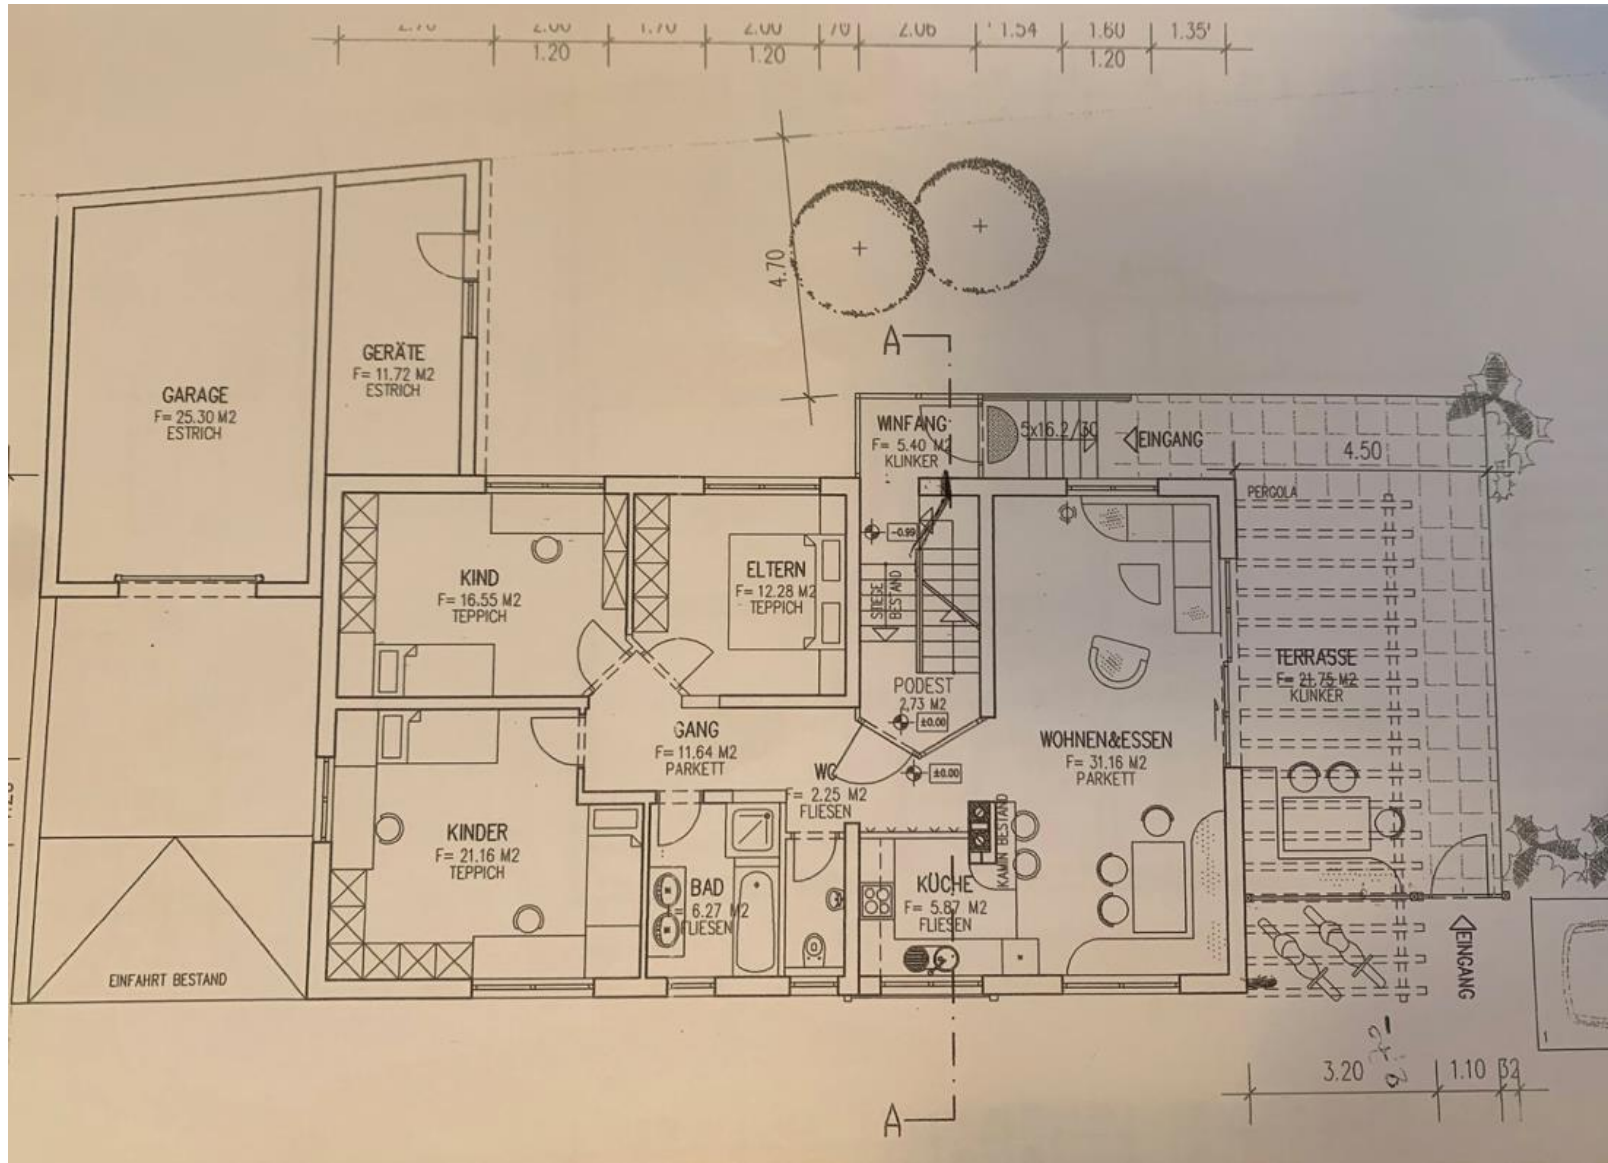 2.70 2.00 1.70 2.00 70 2.06 1.54 1.60 1.35
1.20 1.20 1.20
4.70
A
GERÄTE
F= 11.72 M2
ESTRICH
GARAGE
F= 25.30 M2
ESTRICH
WINFANG
F= 5.40 M2
KLINKER
5x16.2/30
EINGANG
4.50
PERGOLA
-0.99
STIEGE
BESTAND
KIND
F= 16.55 M2
TEPPICH
ELTERN
F= 12.28 M2
TEPPICH
PODEST
2.73 M2
±0.00
±0.00
TERRASSE
F= 21.75 M2
KLINKER
GANG
F= 11.64 M2
PARKETT
WOHNEN&ESSEN
F= 31.16 M2
PARKETT
WC
F= 2.25 M2
FLIESEN
KAMIN BESTAND
KINDER
F= 21.16 M2
TEPPICH
BAD
6.27 M2
FLIESEN
KÜCHE
F= 5.87 M2
FLIESEN
EINGANG
EINFAHRT BESTAND
3.20 1.10 32
A